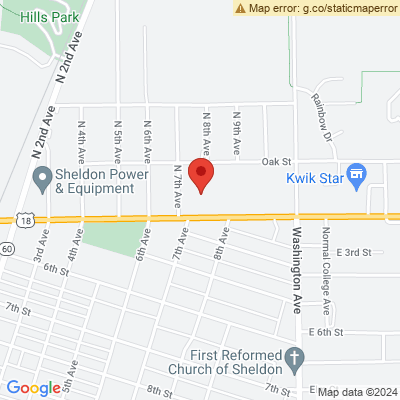 Map error: g.co/staticmaperror
Hills Park
N 2nd Ave
Rainbow Dr
N 2nd Ave
N 4th Ave
N 5th Ave
N 6th Ave
N 8th Ave
N 9th Ave
Oak St
N 7th Ave
Sheldon Power
& Equipment
Kwik Star
18
60
3rd Ave
6th Ave
7th Ave
8th Ave
Washington Ave
Normal College Ave
E 3rd St
6th St
7th St
E 6th St
5th Ave
First Reformed
Church of Sheldon
8th St
7th St
E
Google
Map data ©2024